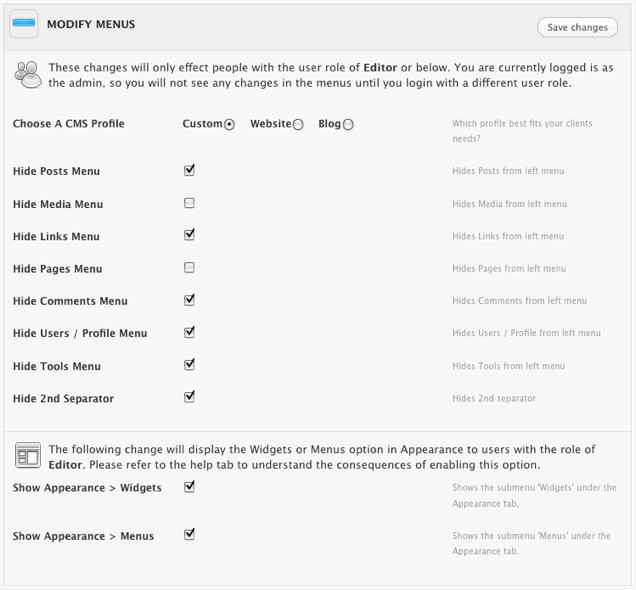 MODIFY MENUS
Save changes
These changes will only effect people with the user role of Editor or below. You are currently logged is as
the admin, so you will not see any changes in the menus until you login with a different user role.
Choose A CMS Profile
Custom Website Blog
Which profile best fits your clients
needs?
Hide Posts Menu
Hides Posts from left menu
Hide Media Menu
Hides Media from left menu
Hide Links Menu
Hides Links from left menu
Hide Pages Menu
Hides Pages from left menu
Hide Comments Menu
Hides Comments from left menu
Hide Users / Profile Menu
Hides Users / Profile from left menu
Hide Tools Menu
Hides Tools from left menu
Hide 2nd Separator
Hides 2nd separator
The following change will display the Widgets or Menus option in Appearance to users with the role of
Editor. Please refer to the help tab to understand the consequences of enabling this option.
Show Appearance > Widgets
Shows the submenu 'Widgets' under the
Appearance tab.
Show Appearance > Menus
Shows the submenu 'Menus' under the
Appearance tab.